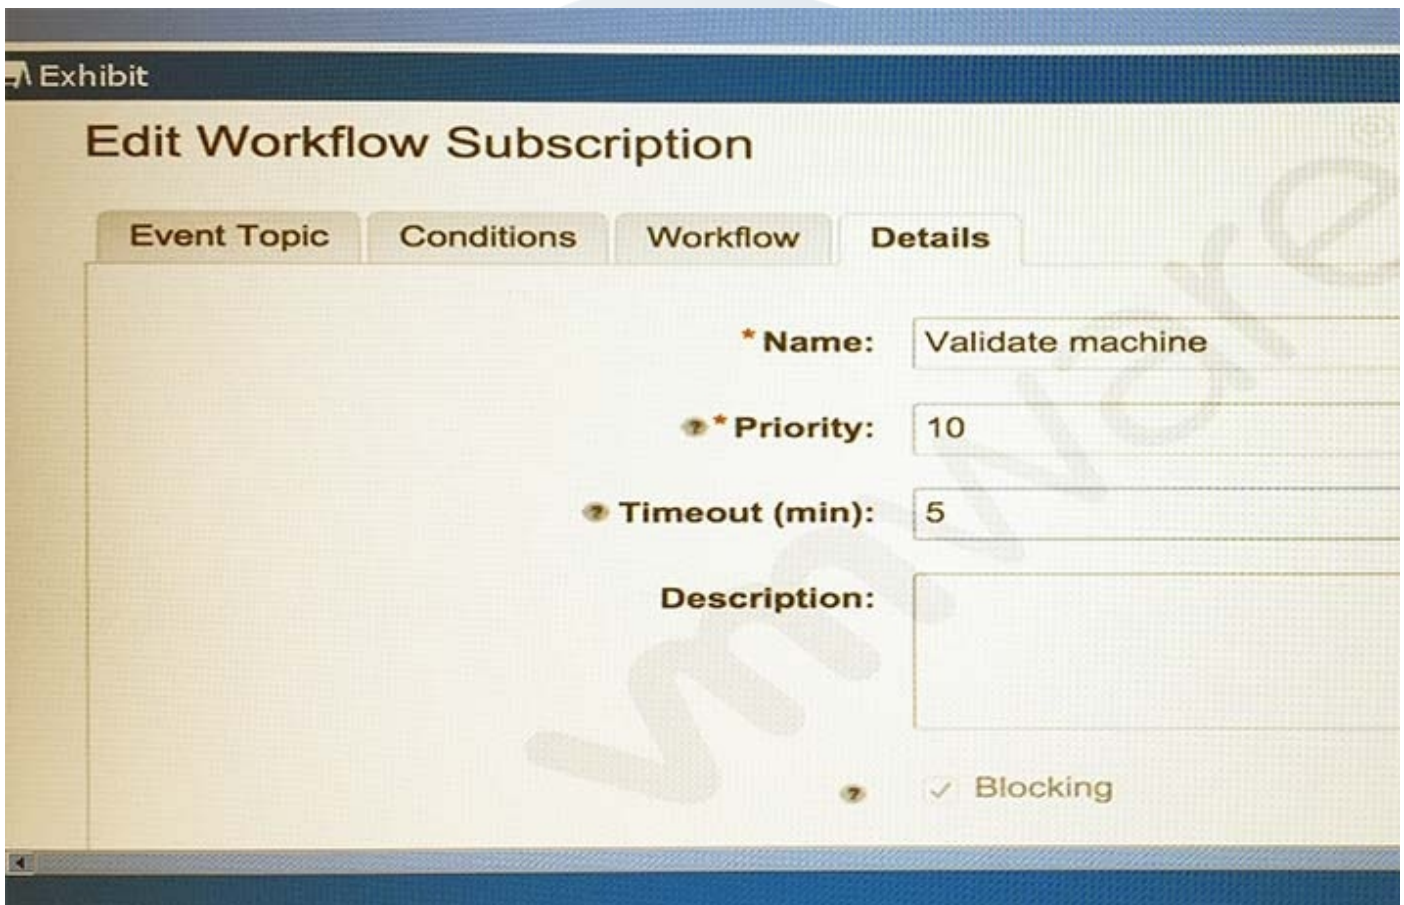 Exhibit
Edit Workflow Subscription
Event Topic Conditions Workflow Details
* Name: Validate machine
? * Priority: 10
? Timeout (min): 5
Description:
? Blocking
vmware